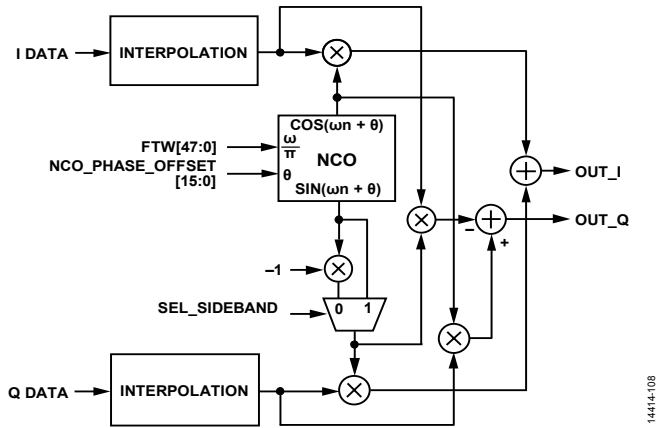 I DATA
INTERPOLATION
COS(ωn + θ)
FTW[47:0]
ω
π
NCO
NCO_PHASE_OFFSET
[15:0]
θ
SIN(ωn + θ)
OUT_I
OUT_Q
–
+
–1
SEL_SIDEBAND
0 1
Q DATA
INTERPOLATION
14414-108